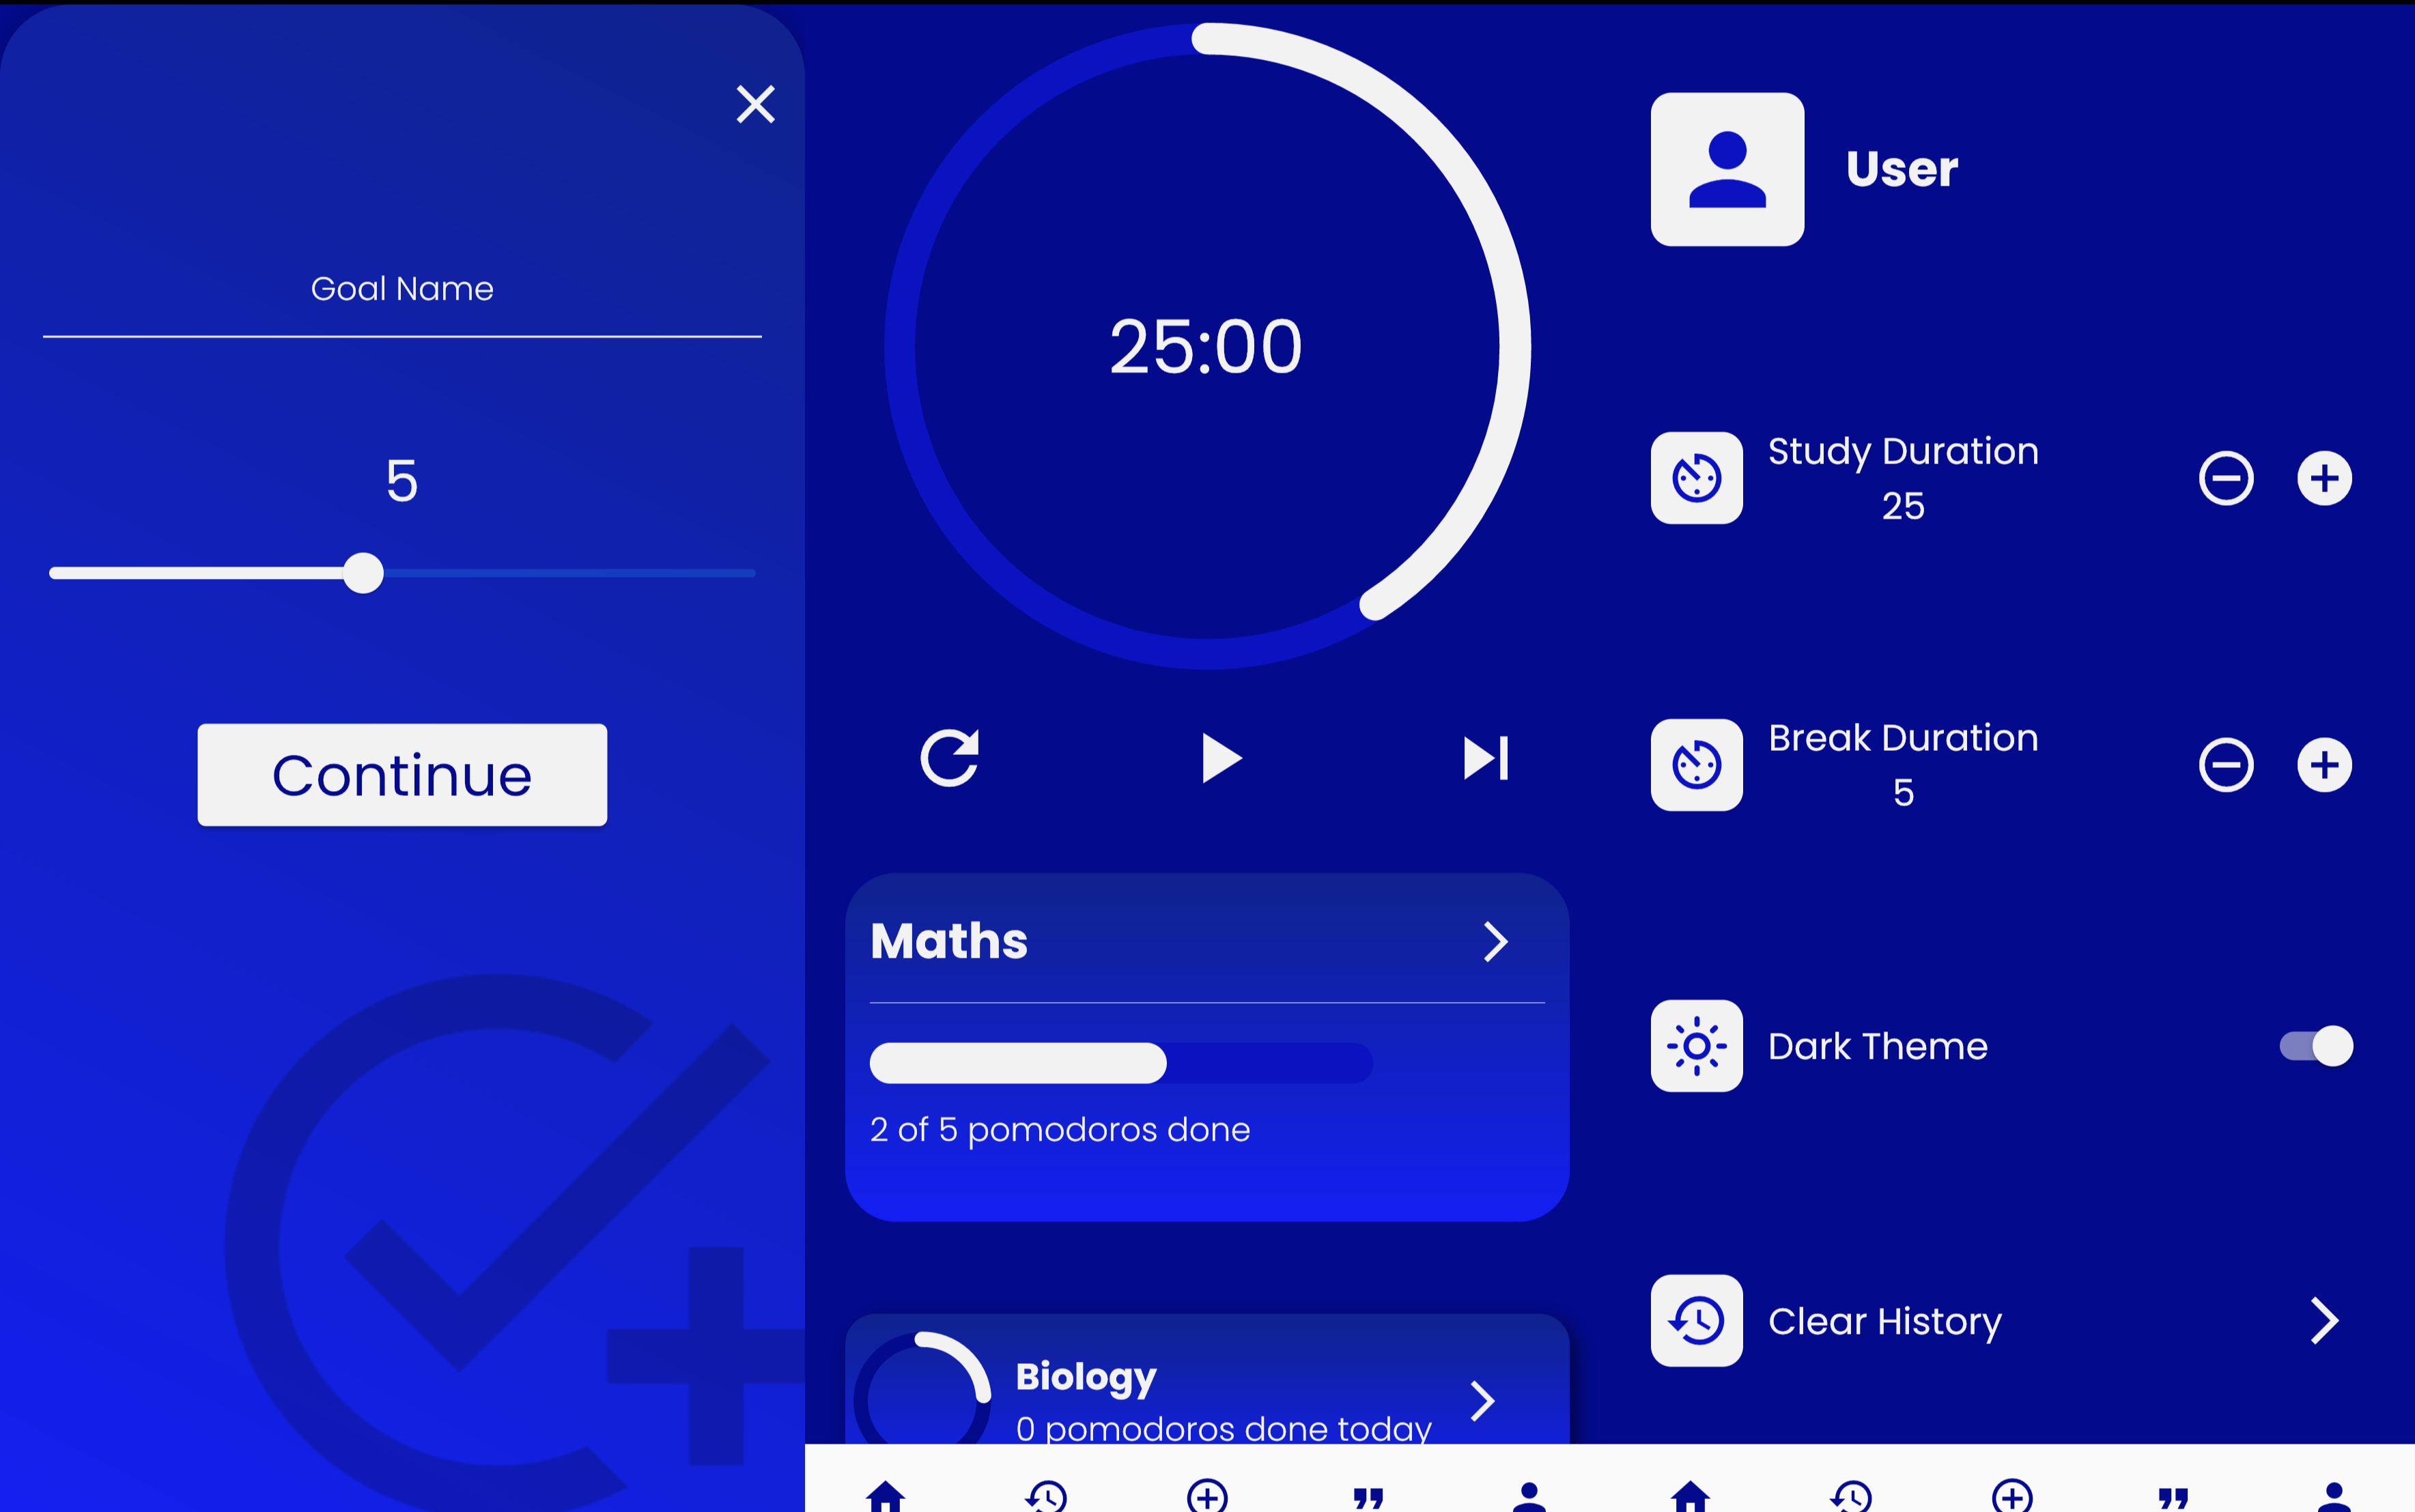 Goal Name
5
Continue
25:00
Maths
2 of 5 pomodoros done
Biology
0 pomodoros done today
User
Study Duration
25
Break Duration
5
Dark Theme
Clear History